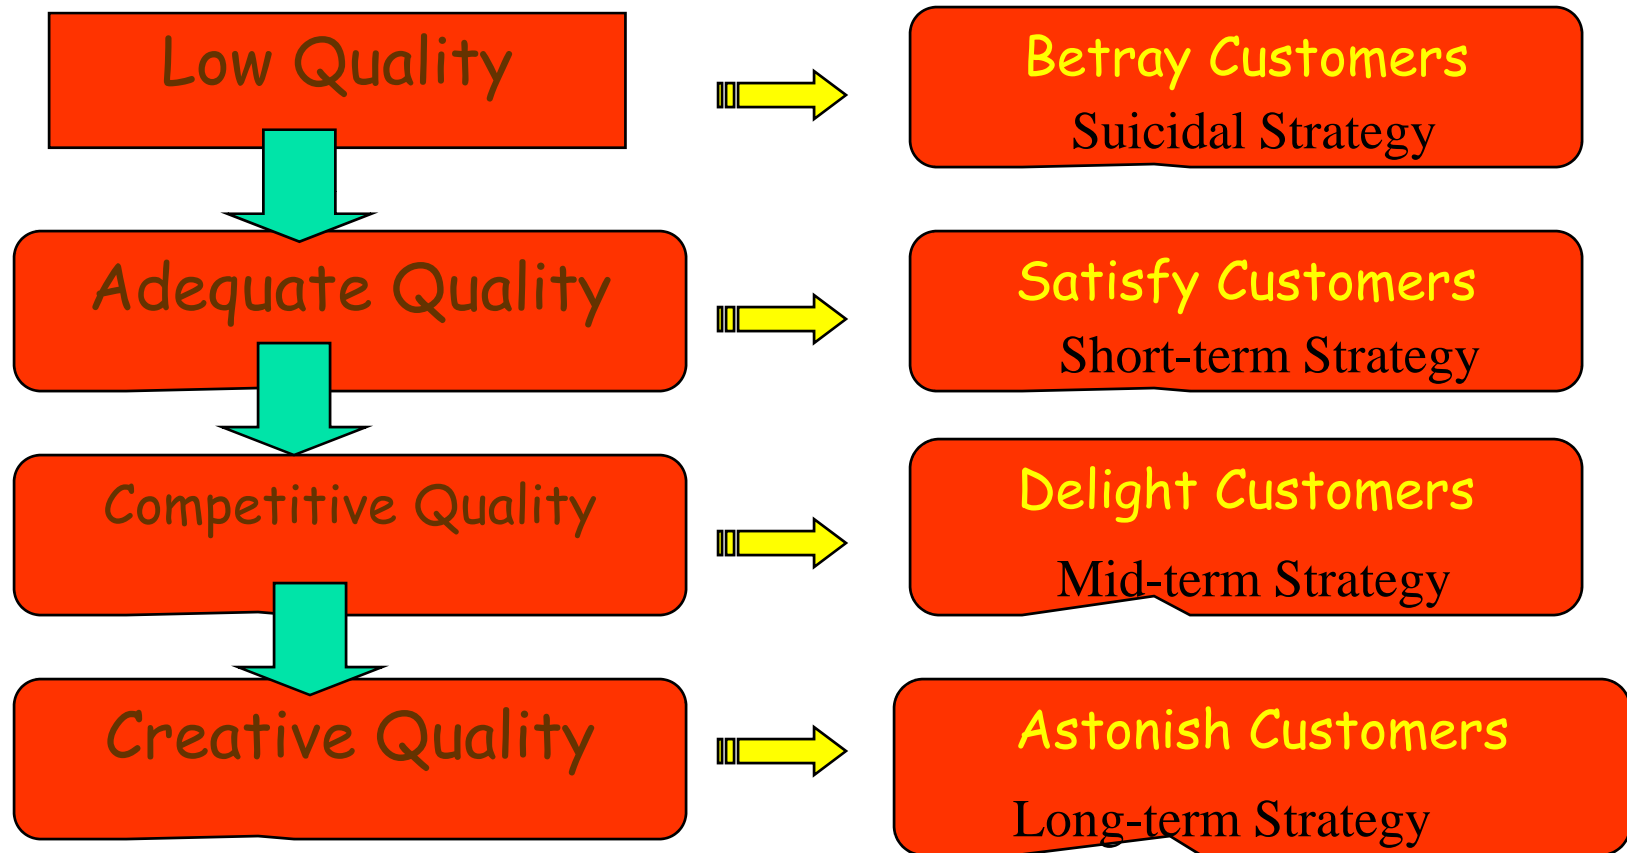 Low Quality
Betray Customers
Suicidal Strategy
Adequate Quality
Satisfy Customers
Short-term Strategy
Competitive Quality
Delight Customers
Mid-term Strategy
Creative Quality
Astonish Customers
Long-term Strategy